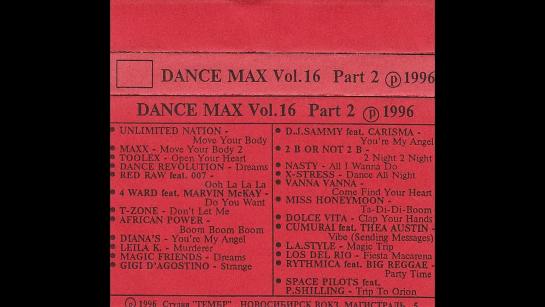 DANCE MAX Vol.16 Part 2 ℗ 1996
DANCE MAX Vol.16 Part 2 ℗ 1996
• UNLIMITED NATION -
Move Your Body
• MAXX - Move Your Body 2
• TOOLEX - Open Your Heart
• DANCE REVOLUTION - Dreams
• RED RAW feat. 007 -
Ooh La La La
• 4 WARD feat. MARVIN McKAY -
Do You Want
• T-ZONE - Don't Let Me
• AFRICAN POWER -
Boom Boom Boom
• DIANA'S - You're My Angel
• LEILA K. - Murderer
• MAGIC FRIENDS - Dreams
• GIGI D'AGOSTINO - Strange
• D.J.SAMMY feat. CARISMA -
You're My Angel
• 2 B OR NOT 2 B -
2 Night 2 Night
• NASTY - All I Wanna Do
• X-STRESS - Dance All Night
• VANNA VANNA -
Come Find Your Heart
• MISS HONEYMOON -
Ta-Di-Di-Boom
• DOLCE VITA - Clap Your Hands
• CUMURAI feat. THEA AUSTIN -
Vibe (Sending Messages)
• L.A.STYLE - Magic Trip
• LOS DEL RIO - Fiesta Macarena
• RYTHMICA feat. BIG REGGAE -
Party Time
• SPACE PILOTS feat.
P.SHILLING - Trip To Orion
℗ 1996 Студия "ТЕМБР" НОВОСИБИРСК ВОКЗ. МАГИСТРАЛЬ, 5